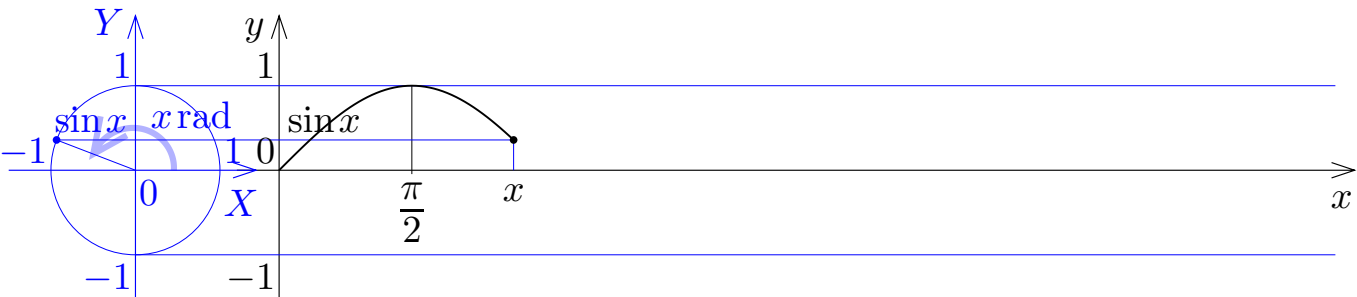 Y y
1 1
sin x x rad sin x
−1 1 0
0 X π/2 x x
−1 −1